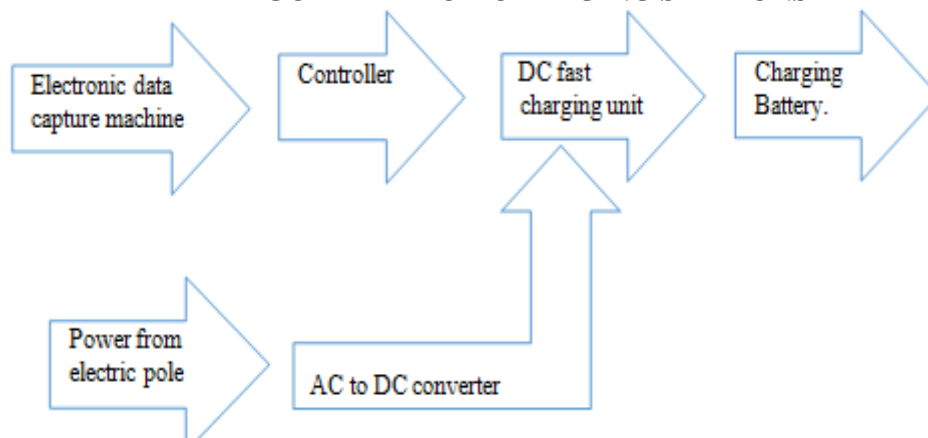 Electronic data
capture machine
Controller
DC fast
charging unit
Charging
Battery.
Power from
electric pole
AC to DC converter